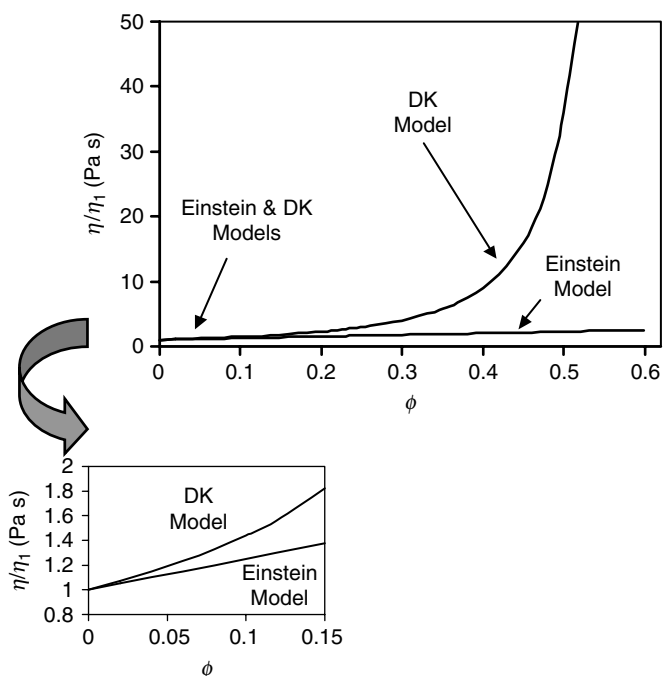 50
40
30
20
10
0
η/η₁ (Pa s)
DK
Model
Einstein & DK
Models
Einstein
Model
0 0.1 0.2 0.3 0.4 0.5 0.6
ϕ
2
1.8
1.6
1.4
1.2
1
0.8
η/η₁ (Pa s)
DK
Model
Einstein
Model
0 0.05 0.1 0.15
ϕ